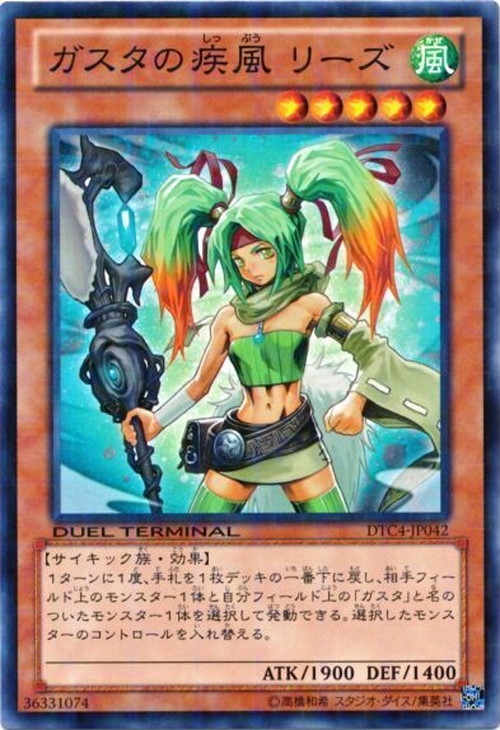 ガスタの疾風 リーズ
風
DUEL TERMINAL
DTC4-JP042
【サイキック族・効果】
1ターンに1度、手札を1枚デッキの一番下に戻し、相手フィー
ルド上のモンスター1体と自分フィールド上の「ガスタ」と名の
ついたモンスター1体を選択して発動できる。選択したモンス
ターのコントロールを入れ替える。
ATK/1900 DEF/1400
36331074
©高橋和希 スタジオ・ダイス/集英社